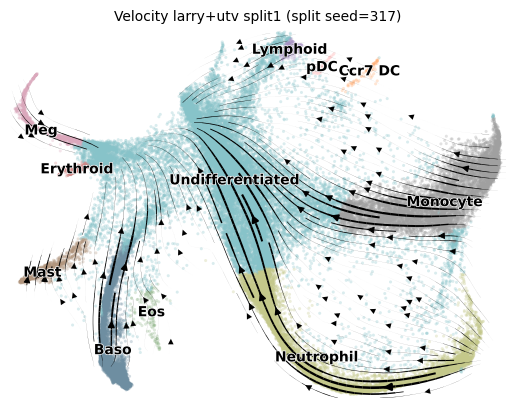 Velocity larry+utv split1 (split seed=317)
Lymphoid
pDC
Ccr7 DC
Meg
Erythroid
Undifferentiated
Monocyte
Mast
Eos
Baso
Neutrophil